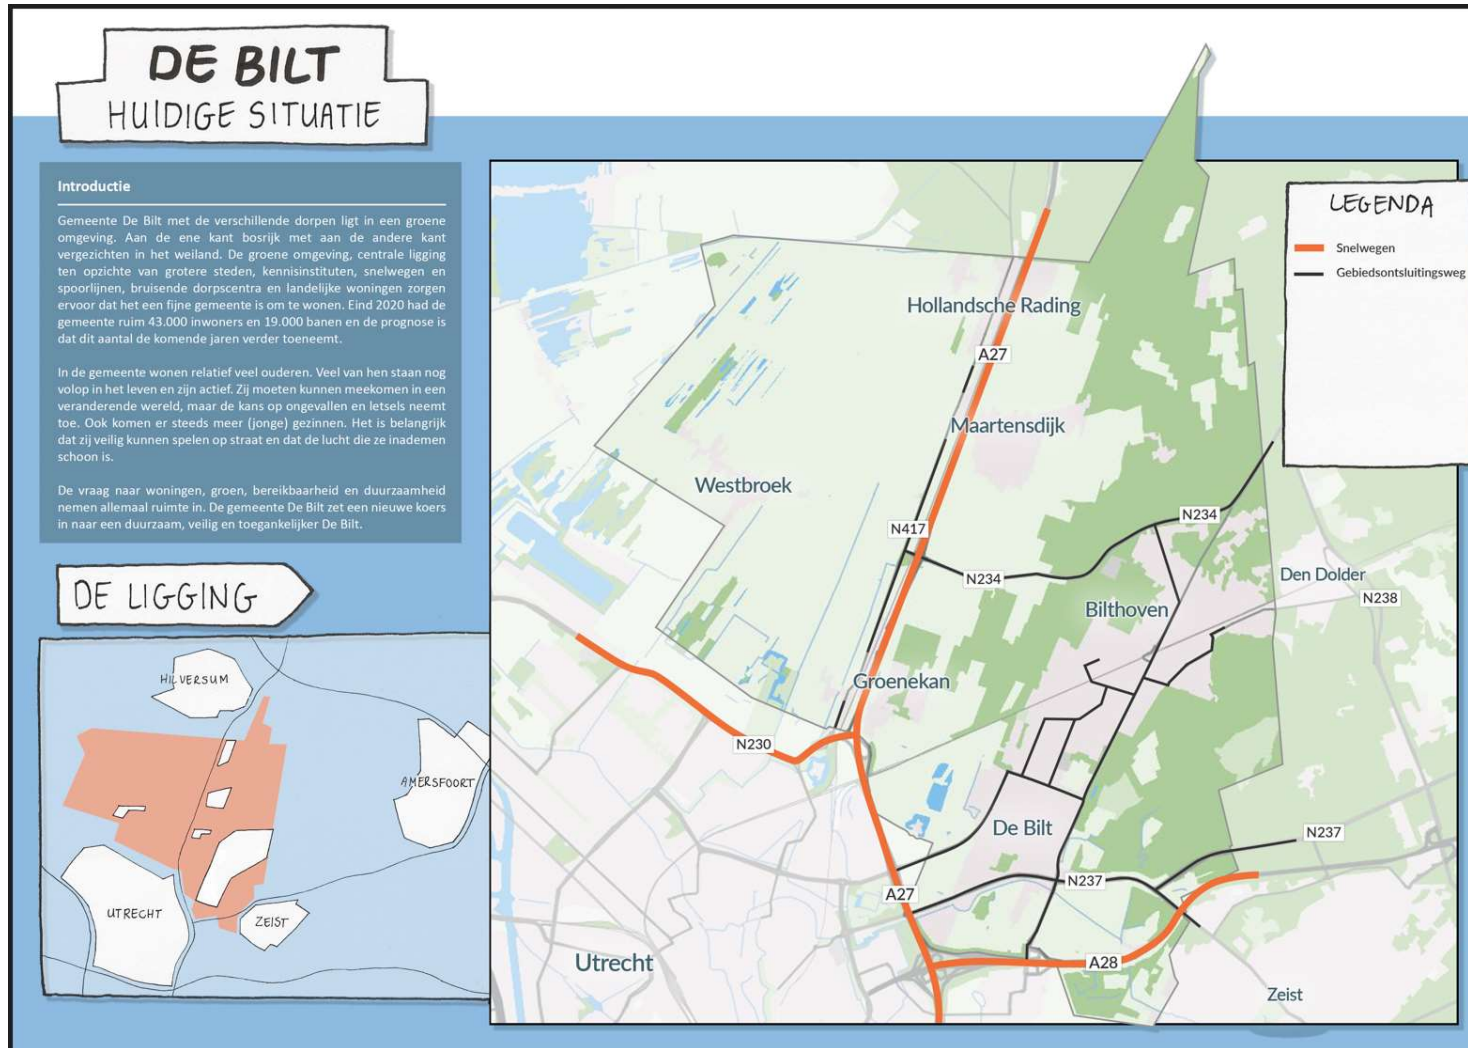 DE BILT
HUIDIGE SITUATIE
Introductie
Gemeente De Bilt met de verschillende dorpen ligt in een groene
omgeving. Aan de ene kant bosrijk met aan de andere kant
vergezichten in het weiland. De groene omgeving, centrale ligging
ten opzichte van grotere steden, kennisinstituten, snelwegen en
spoorlijnen, bruisende dorpscentra en landelijke woningen zorgen
ervoor dat het een fijne gemeente is om te wonen. Eind 2020 had de
gemeente ruim 43.000 inwoners en 19.000 banen en de prognose is
dat dit aantal de komende jaren verder toeneemt.
In de gemeente wonen relatief veel ouderen. Veel van hen staan nog
volop in het leven en zijn actief. Zij moeten kunnen meekomen in een
veranderende wereld, maar de kans op ongevallen en letsels neemt
toe. Ook komen er steeds meer (jonge) gezinnen. Het is belangrijk
dat zij veilig kunnen spelen op straat en dat de lucht die ze inademen
schoon is.
De vraag naar woningen, groen, bereikbaarheid en duurzaamheid
nemen allemaal ruimte in. De gemeente De Bilt zet een nieuwe koers
in naar een duurzaam, veilig en toegankelijker De Bilt.
DE LIGGING
HILVERSUM
AMERSFOORT
UTRECHT
ZEIST
LEGENDA
Snelwegen
Gebiedsontsluitingsweg
Hollandsche Rading
A27
Maartensdijk
Westbroek
N417
N234
N234
Den Dolder
N238
Bilthoven
Groenekan
N230
De Bilt
N237
N237
A27
Utrecht
A28
Zeist